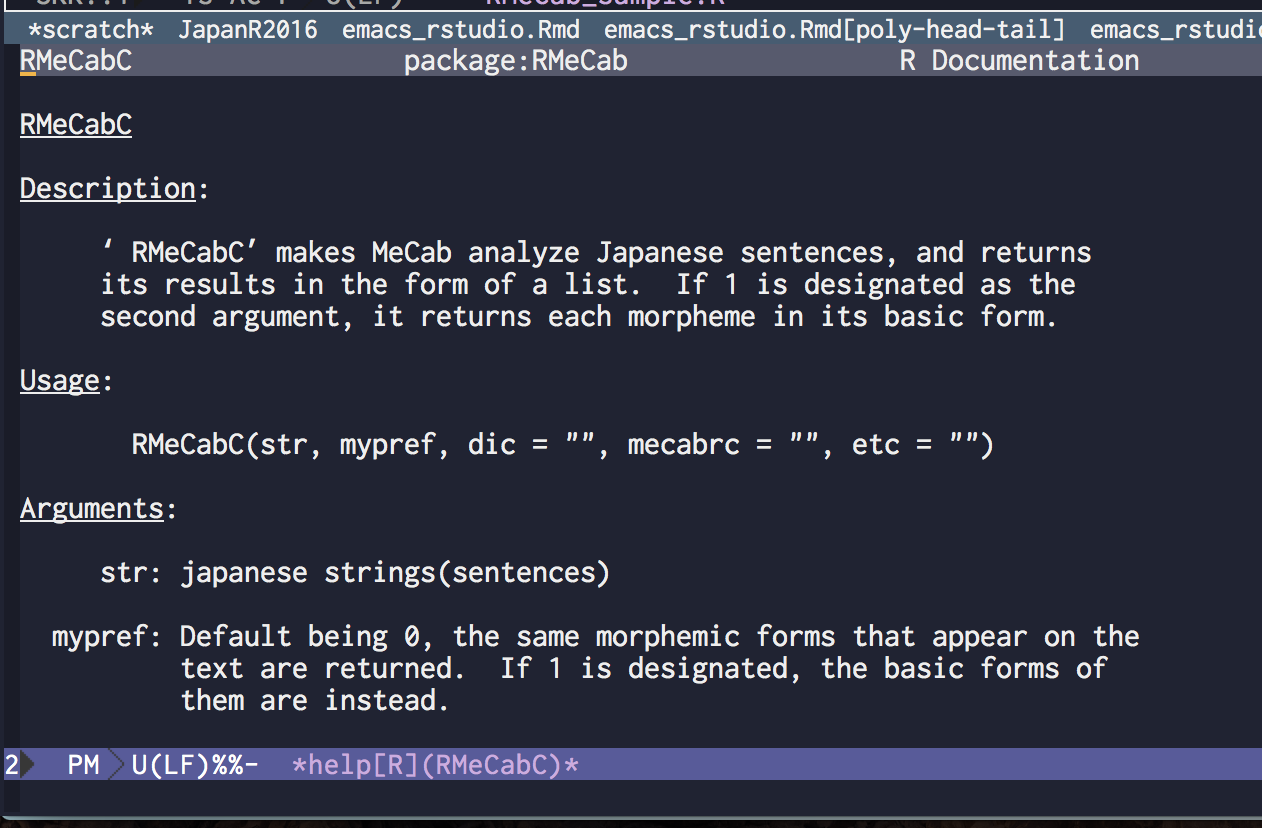 *scratch* JapanR2016 emacs_rstudio.Rmd emacs_rstudio.Rmd[poly-head-tail]
RMeCabC package:RMeCab R Documentation
RMeCabC
Description:
‘ RMeCabC’ makes MeCab analyze Japanese sentences, and returns
its results in the form of a list. If 1 is designated as the
second argument, it returns each morpheme in its basic form.
Usage:
RMeCabC(str, mypref, dic = "", mecabrc = "", etc = "")
Arguments:
str: japanese strings(sentences)
mypref: Default being 0, the same morphemic forms that appear on the
text are returned. If 1 is designated, the basic forms of
them are instead.
2 PM U(LF)%%- *help[R](RMeCabC)*